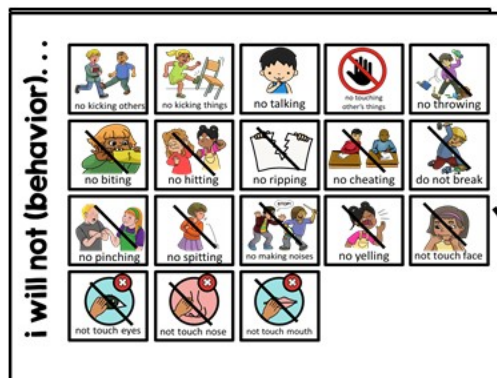 i will not (behavior)...
no kicking others
no kicking things
no talking
no touching
other's things
no throwing
no biting
no hitting
no ripping
no cheating
do not break
no pinching
no spitting
STOP!
no making noises
no yelling
not touch face
not touch eyes
not touch nose
not touch mouth